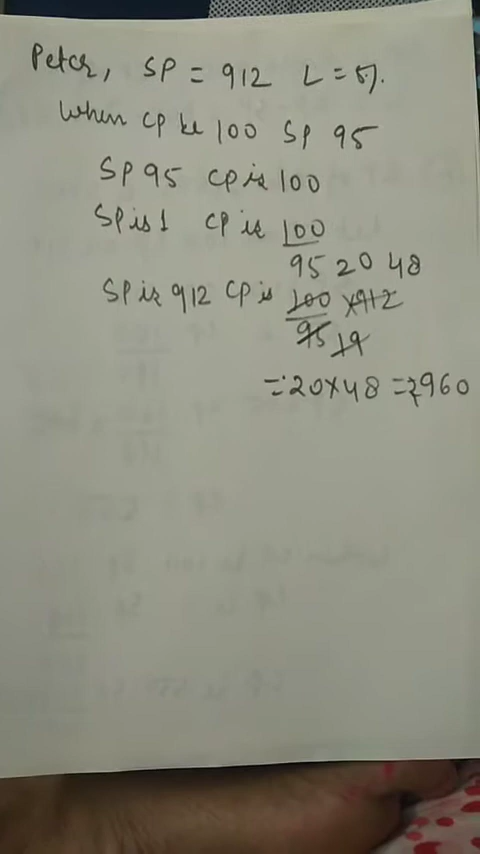 Peter, SP = 912 L = 5%.
When CP is 100 SP 95
SP 95 CP is 100
SP is 1 CP is 100
95 20 48
SP is 912 CP is 100 x 912
95 19
= 20 x 48 = ₹960